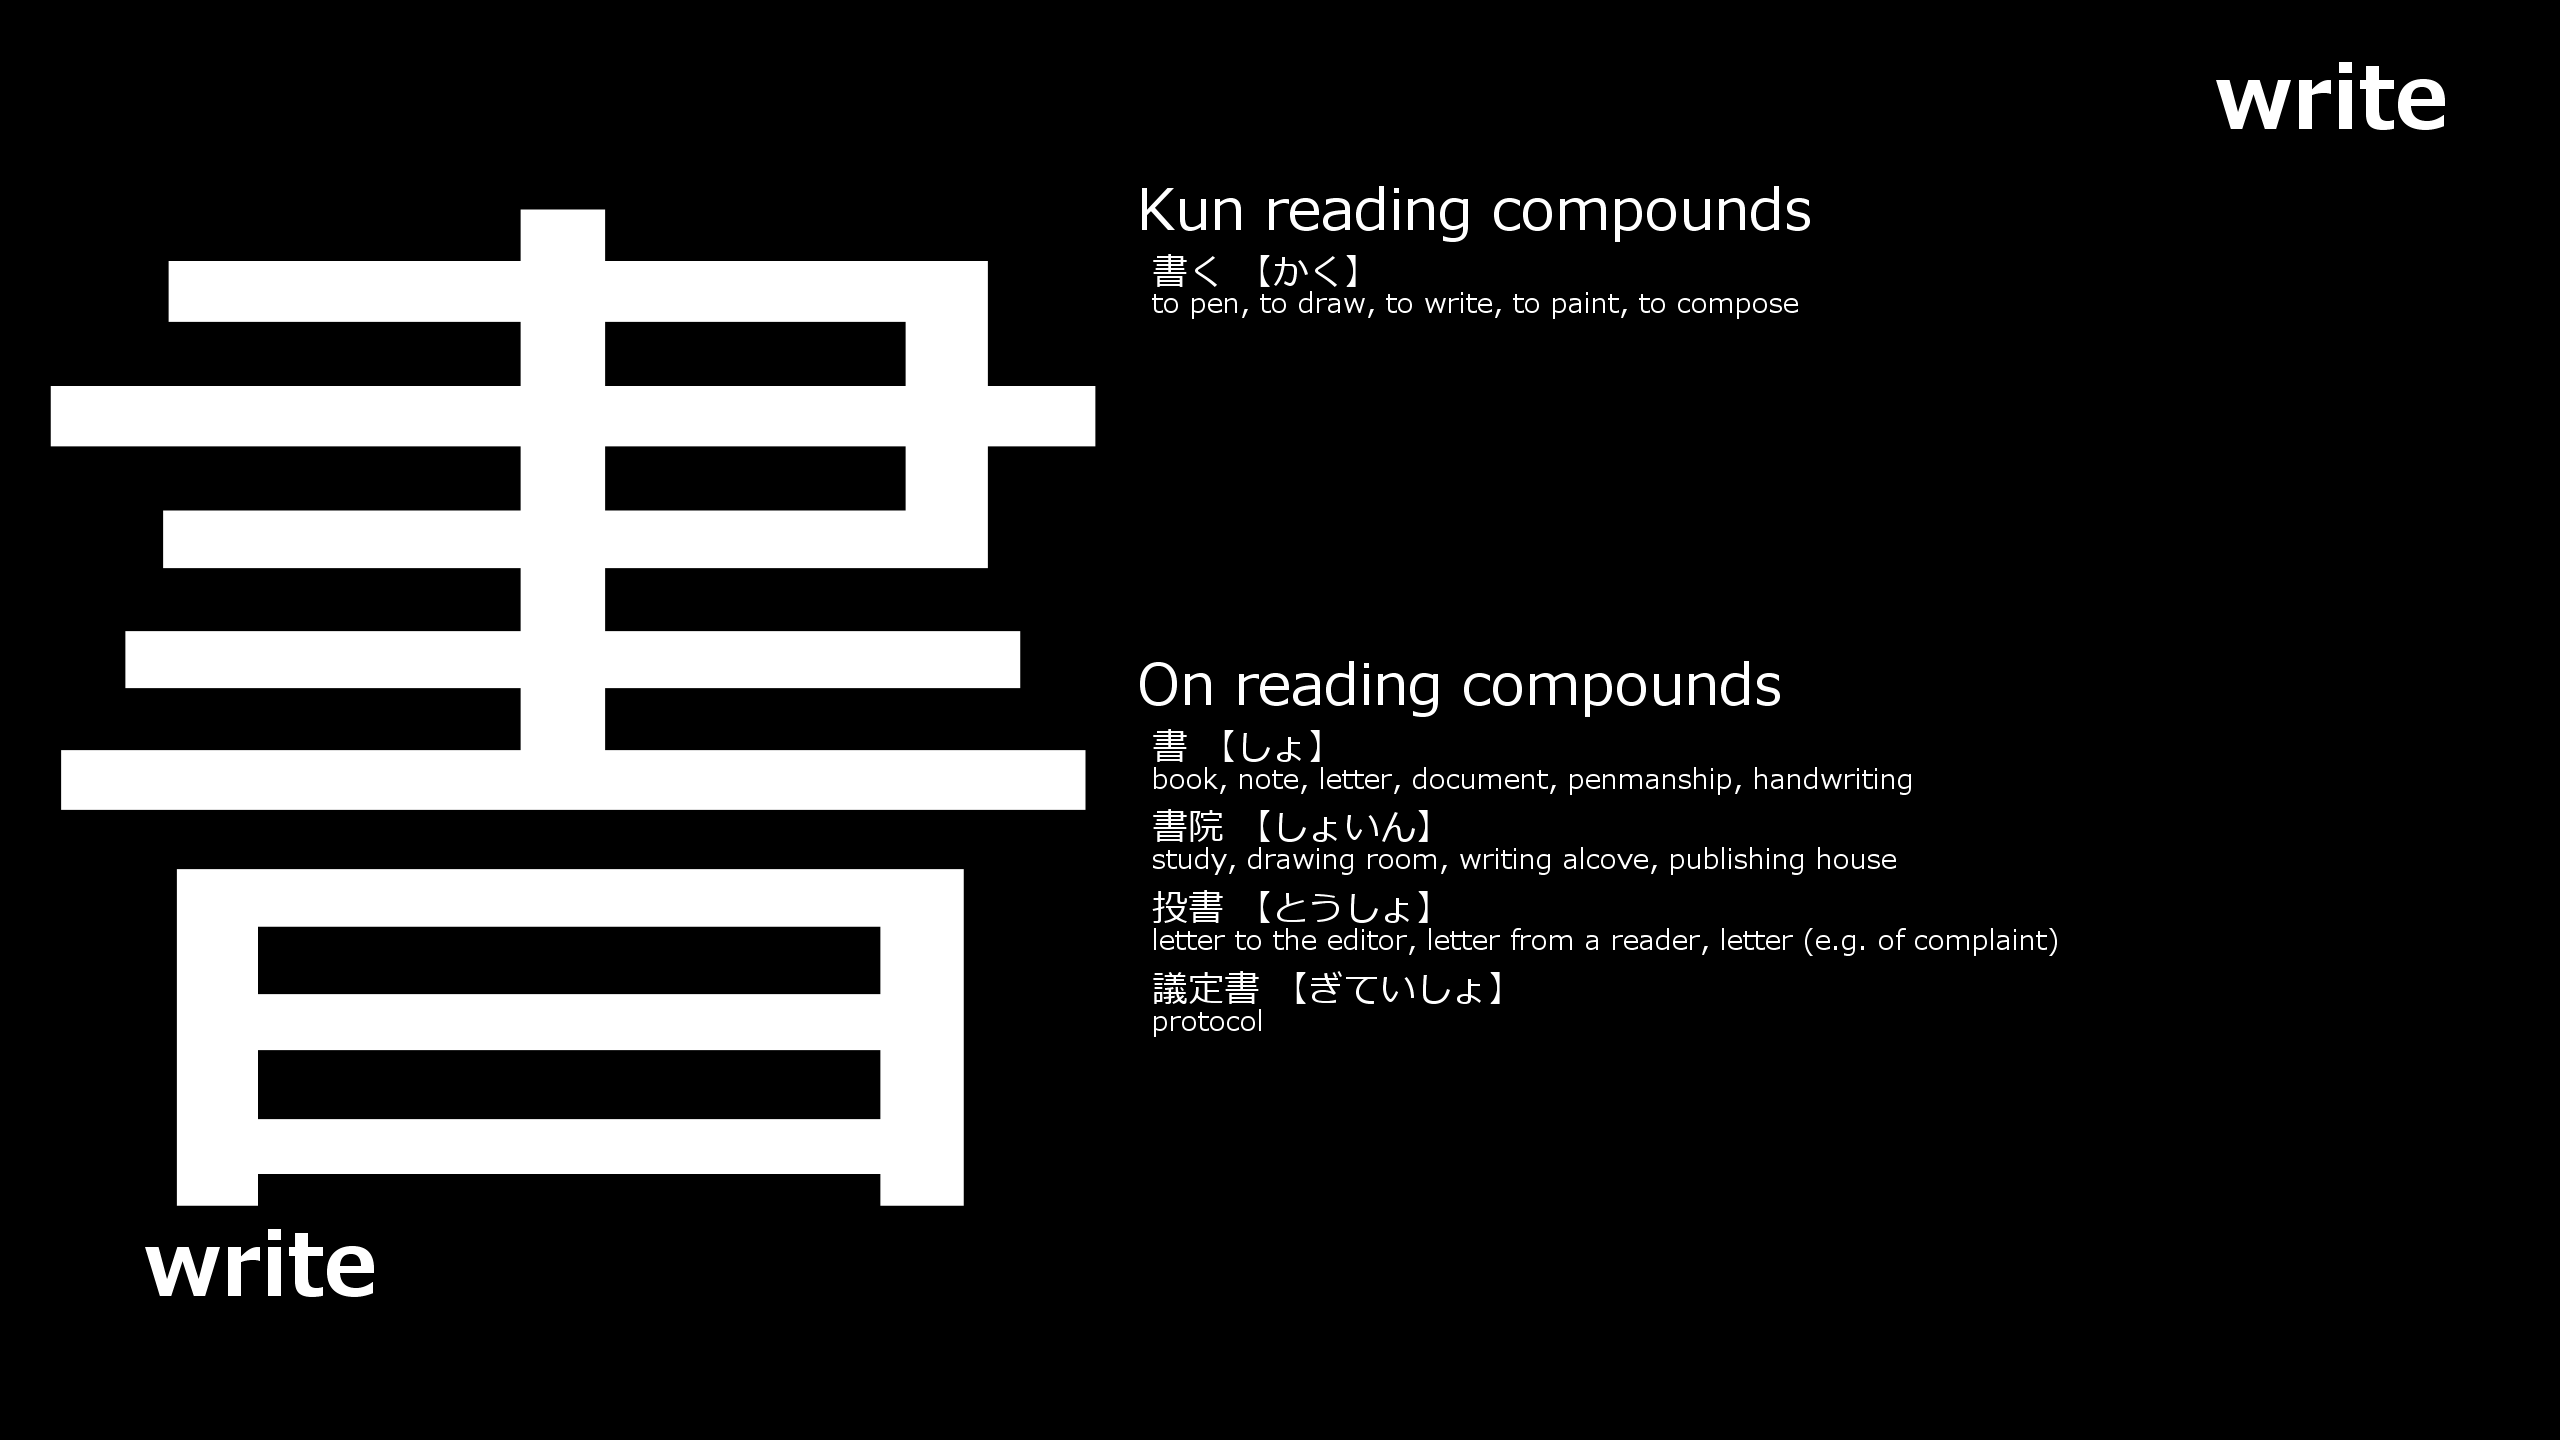 write
書
write
Kun reading compounds
書く 【かく】
to pen, to draw, to write, to paint, to compose
On reading compounds
書 【しょ】
book, note, letter, document, penmanship, handwriting
書院 【しょいん】
study, drawing room, writing alcove, publishing house
投書 【とうしょ】
letter to the editor, letter from a reader, letter (e.g. of complaint)
議定書 【ぎていしょ】
protocol